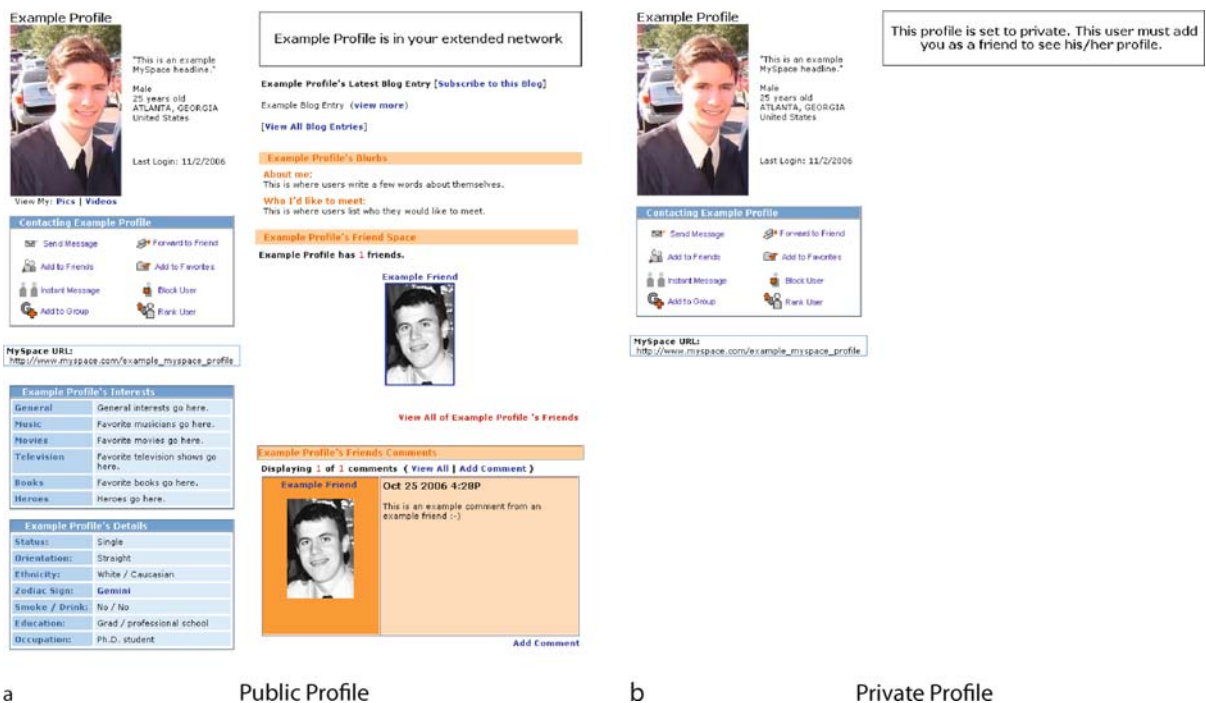 Example Profile
"This is an example
MySpace headline."
Male
25 years old
ATLANTA, GEORGIA
United States
Last Login: 11/2/2006
View My: Pics | Videos
Contacting Example Profile
Send Message
Forward to Friend
Add to Friends
Add to Favorites
Instant Message
Block User
Add to Group
Rank User
MySpace URL:
http://www.myspace.com/example_myspace_profile
Example Profile's Interests
General General interests go here.
Music Favorite musicians go here.
Movies Favorite movies go here.
Television Favorite television shows go
here.
Books Favorite books go here.
Heroes Heroes go here.
Example Profile's Details
Status: Single
Orientation: Straight
Ethnicity: White / Caucasian
Zodiac Sign: Gemini
Smoke / Drink: No / No
Education: Grad / professional school
Occupation: Ph.D. student
Example Profile is in your extended network
Example Profile's Latest Blog Entry [Subscribe to this Blog]
Example Blog Entry (view more)
[View All Blog Entries]
Example Profile's Blurbs
About me:
This is where users write a few words about themselves.
Who I'd like to meet:
This is where users list who they would like to meet.
Example Profile's Friend Space
Example Profile has 1 friends.
Example Friend
View All of Example Profile 's Friends
Example Profile's Friends Comments
Displaying 1 of 1 comments ( View All | Add Comment )
Example Friend
Oct 25 2006 4:28P
This is an example comment from an
example friend :-)
Add Comment
a Public Profile
Example Profile
"This is an example
MySpace headline."
Male
25 years old
ATLANTA, GEORGIA
United States
Last Login: 11/2/2006
Contacting Example Profile
Send Message
Forward to Friend
Add to Friends
Add to Favorites
Instant Message
Block User
Add to Group
Rank User
MySpace URL:
http://www.myspace.com/example_myspace_profile
This profile is set to private. This user must add
you as a friend to see his/her profile.
b Private Profile